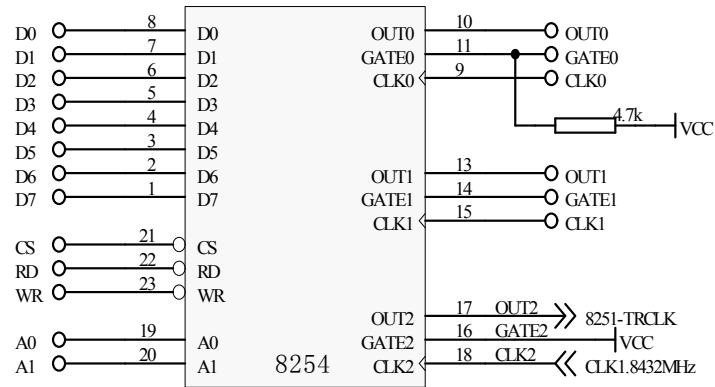 D0 8 D0 OUT0 10 OUT0
D1 7 D1 GATE0 11 GATE0
D2 6 D2 CLK0 9 CLK0
D3 5 D3
D4 4 D4 4.7k VCC
D5 3 D5
D6 2 D6 OUT1 13 OUT1
D7 1 D7 GATE1 14 GATE1
CLK1 15 CLK1
CS 21 CS
RD 22 RD
WR 23 WR
OUT2 17 OUT2 8251-TRCLK
A0 19 A0 GATE2 16 GATE2 VCC
A1 20 A1 8254 CLK2 18 CLK2 CLK1.8432MHz